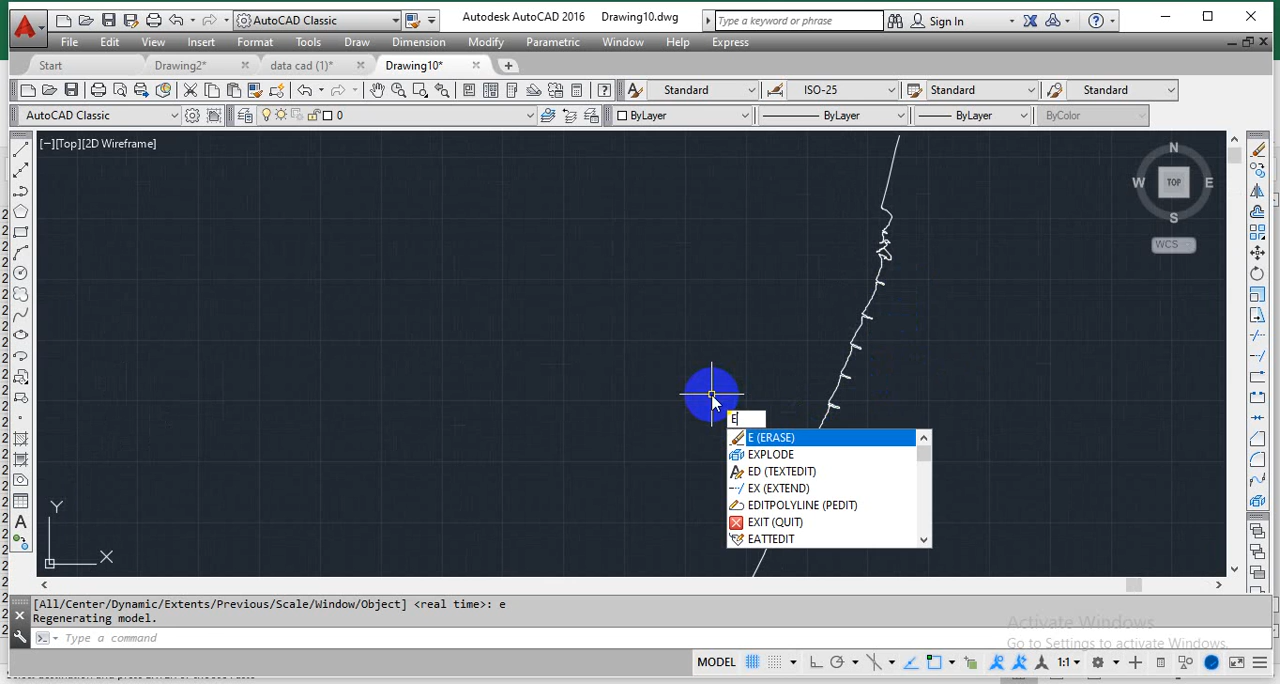 AutoCAD Classic
Autodesk AutoCAD 2016 Drawing10.dwg
Type a keyword or phrase
Sign In
File Edit View Insert Format Tools Draw Dimension Modify Parametric Window Help Express
Start Drawing2* data cad (1)* Drawing10*
Standard ISO-25 Standard Standard
AutoCAD Classic 0 ByLayer ByLayer ByLayer ByColor
[−][Top][2D Wireframe]
N
W TOP E
S
WCS
E
E (ERASE)
EXPLODE
ED (TEXTEDIT)
EX (EXTEND)
EDITPOLYLINE (PEDIT)
EXIT (QUIT)
EATTEDIT
Y
X
[All/Center/Dynamic/Extents/Previous/Scale/Window/Object] <real time>: e
Regenerating model.
Type a command
Activate Windows
Go to Settings to activate Windows.
MODEL 1:1